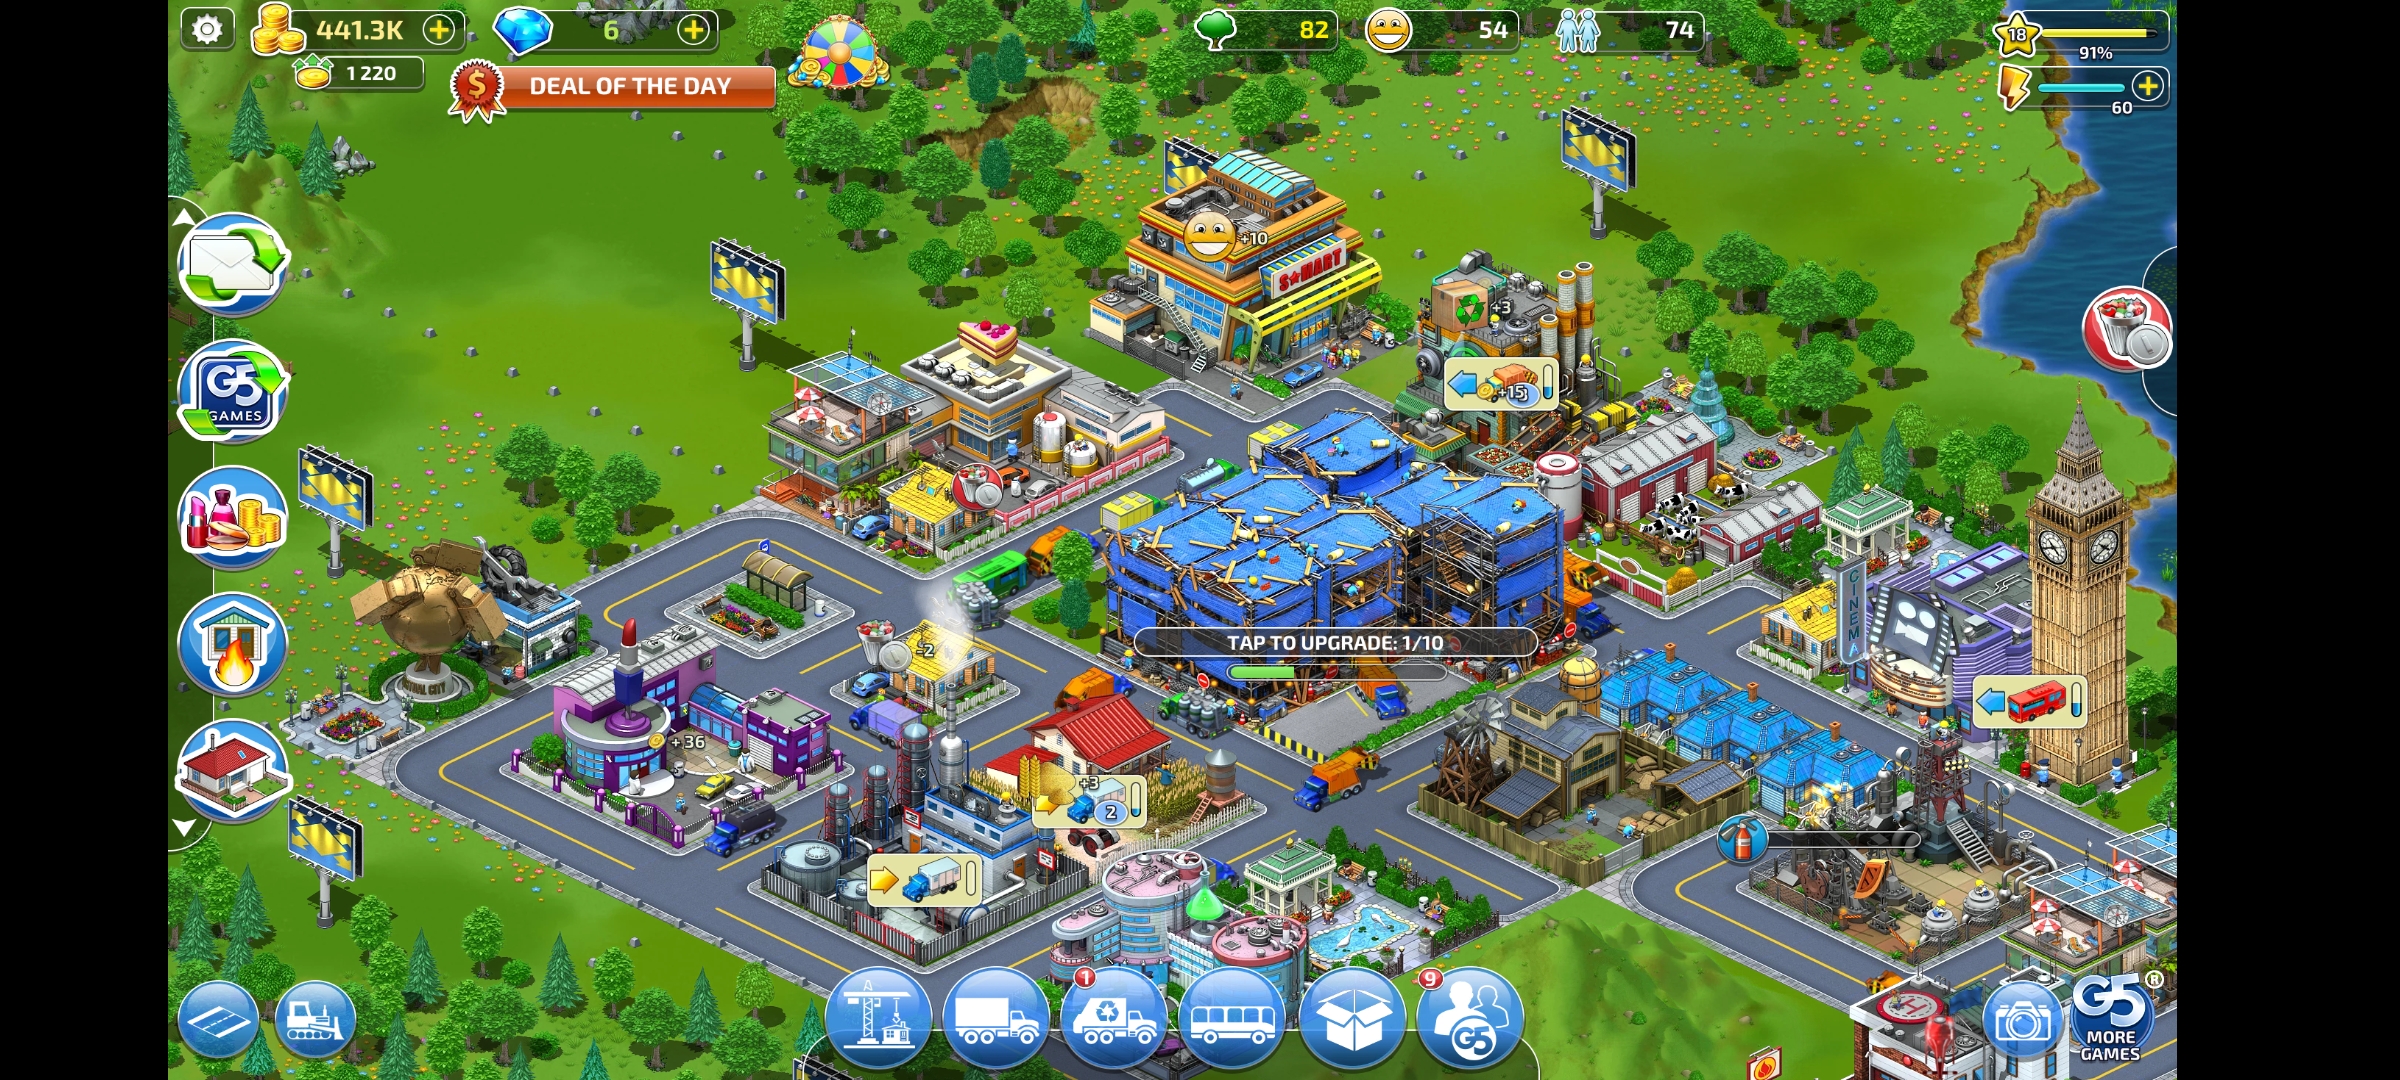 441.3K
6
82
54
74
18
91%
1 220
DEAL OF THE DAY
60
+10
S★MART
+3
+15
G5
GAMES
CINEMA
-2
TAP TO UPGRADE: 1/10
+36
+3
2
1
9
G5
G5
®
MORE
GAMES
H